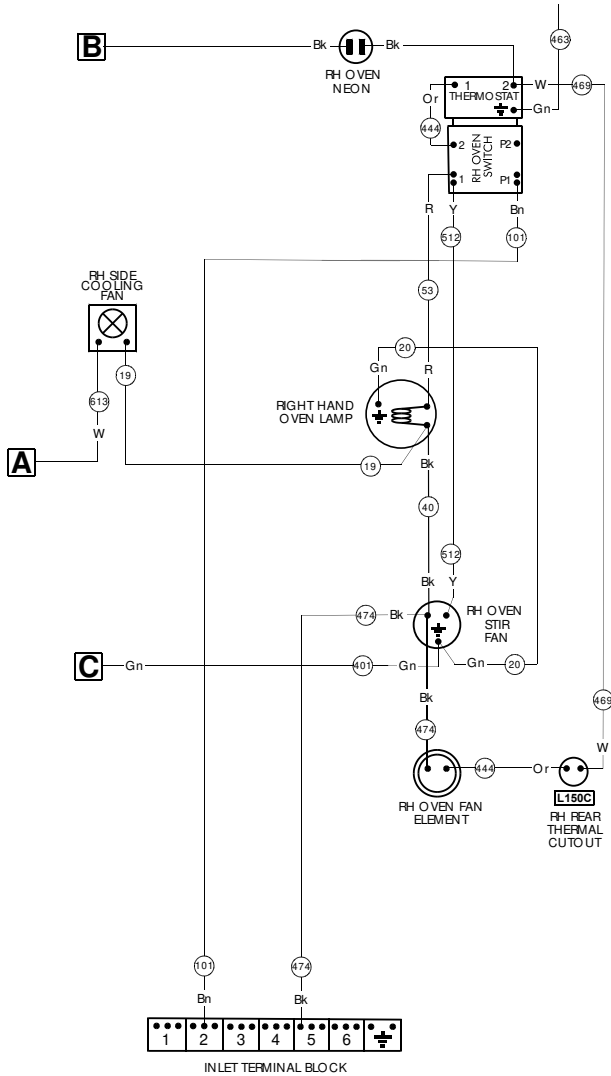 463
B
Bk
Bk
RH OVEN
NEON
1
2
W
469
THERMOSTAT
Or
Gn
444
2
P2
RH OVEN
SWITCH
1
P1
R
Y
Bn
512
101
RH SIDE
COOLING
FAN
53
20
19
Gn
R
613
RIGHT HAND
OVEN LAMP
W
A
19
Bk
40
512
Bk
Y
474
Bk
RH OVEN
STIR
FAN
C
Gn
401
Gn
Gn
20
Bk
469
474
W
444
Or
L150C
RH OVEN FAN
ELEMENT
RH REAR
THERMAL
CUTOUT
101
474
Bn
Bk
1
2
3
4
5
6
INLET TERMINAL BLOCK